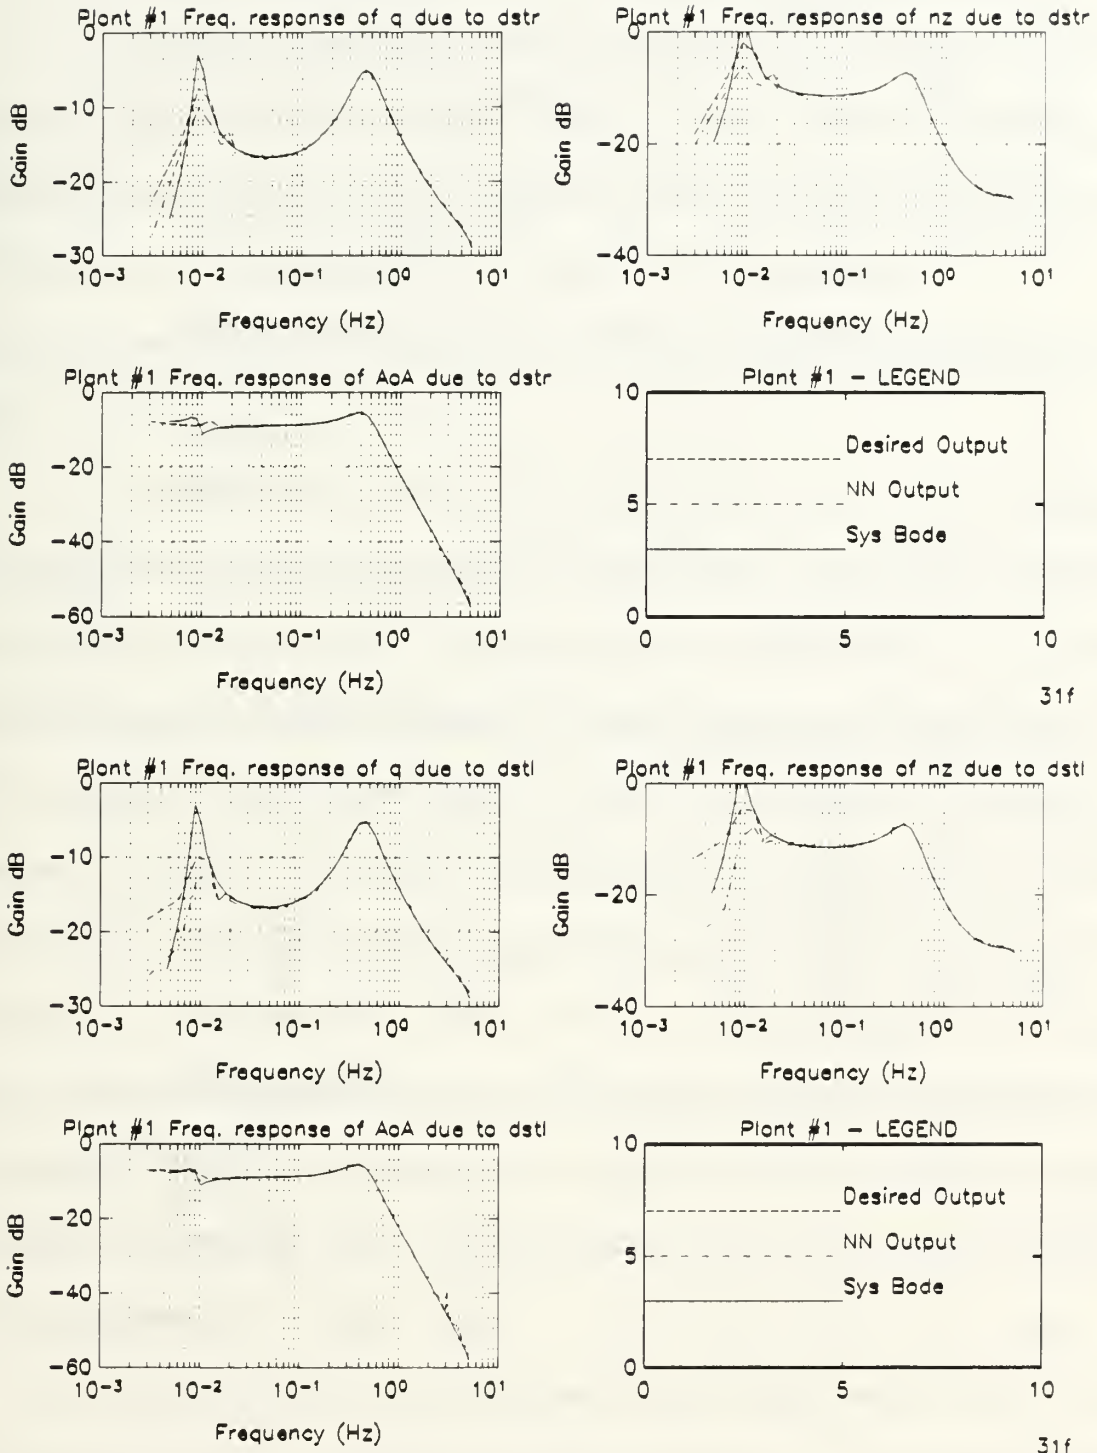 Plant #1 Freq. response of q due to dstr
Plant #1 Freq. response of nz due to dstr
0
-10
-20
-30
Gain dB
10⁻³ 10⁻² 10⁻¹ 10⁰ 10¹
Frequency (Hz)
0
-20
-40
Gain dB
10⁻³ 10⁻² 10⁻¹ 10⁰ 10¹
Frequency (Hz)
Plant #1 Freq. response of AoA due to dstr
Plant #1 - LEGEND
0
-20
-40
-60
Gain dB
10⁻³ 10⁻² 10⁻¹ 10⁰ 10¹
Frequency (Hz)
10
5
0
Desired Output
NN Output
Sys Bode
0 5 10
31f
Plant #1 Freq. response of q due to dstl
Plant #1 Freq. response of nz due to dstl
0
-10
-20
-30
Gain dB
10⁻³ 10⁻² 10⁻¹ 10⁰ 10¹
Frequency (Hz)
0
-20
-40
Gain dB
10⁻³ 10⁻² 10⁻¹ 10⁰ 10¹
Frequency (Hz)
Plant #1 Freq. response of AoA due to dstl
Plant #1 - LEGEND
0
-20
-40
-60
Gain dB
10⁻³ 10⁻² 10⁻¹ 10⁰ 10¹
Frequency (Hz)
10
5
0
Desired Output
NN Output
Sys Bode
0 5 10
31f